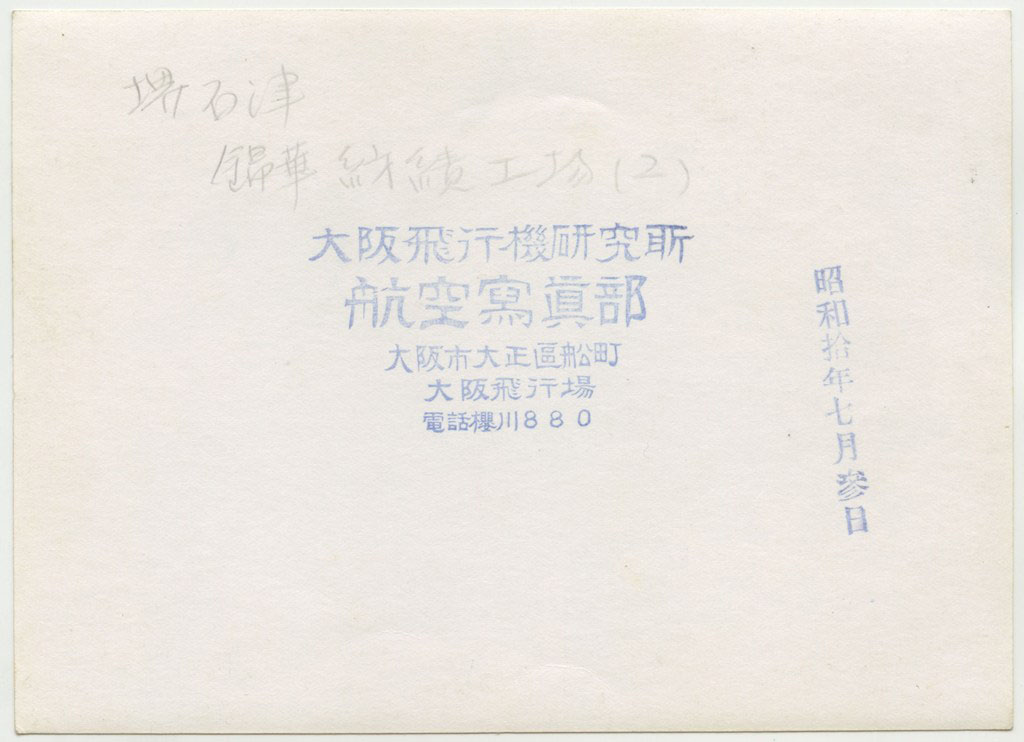 堺石津
錦華紡績工場(2)
大阪飛行機研究所
航空寫眞部
大阪市大正區船町
大阪飛行場
電話櫻川880
昭和拾年七月参日